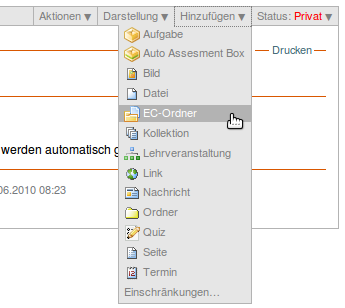 Aktionen ▼ Darstellung ▼ Hinzufügen ▼ Status: Privat ▼
Aufgabe
Auto Assesment Box
Drucken
Bild
Datei
EC-Ordner
Kollektion
werden automatisch g
Lehrveranstaltung
Link
06.2010 08:23
Nachricht
Ordner
Quiz
Seite
Termin
Einschränkungen...